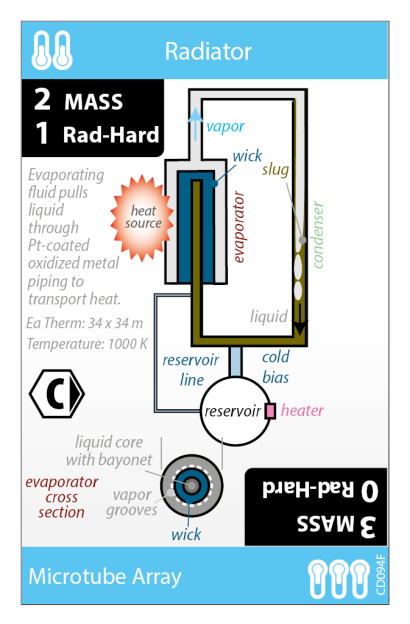 Radiator
2 MASS
1 Rad-Hard
vapor
wick
slug
Evaporating
fluid pulls
liquid
through
Pt-coated
oxidized metal
piping to
transport heat.
heat
source
evaporator
condenser
Ea Therm: 34 x 34 m
Temperature: 1000 K
liquid
reservoir
line
cold
bias
C
reservoir
heater
liquid core
with bayonet
evaporator
cross
section
vapor
grooves
wick
3 MASS
0 Rad-Hard
Microtube Array
CD094F